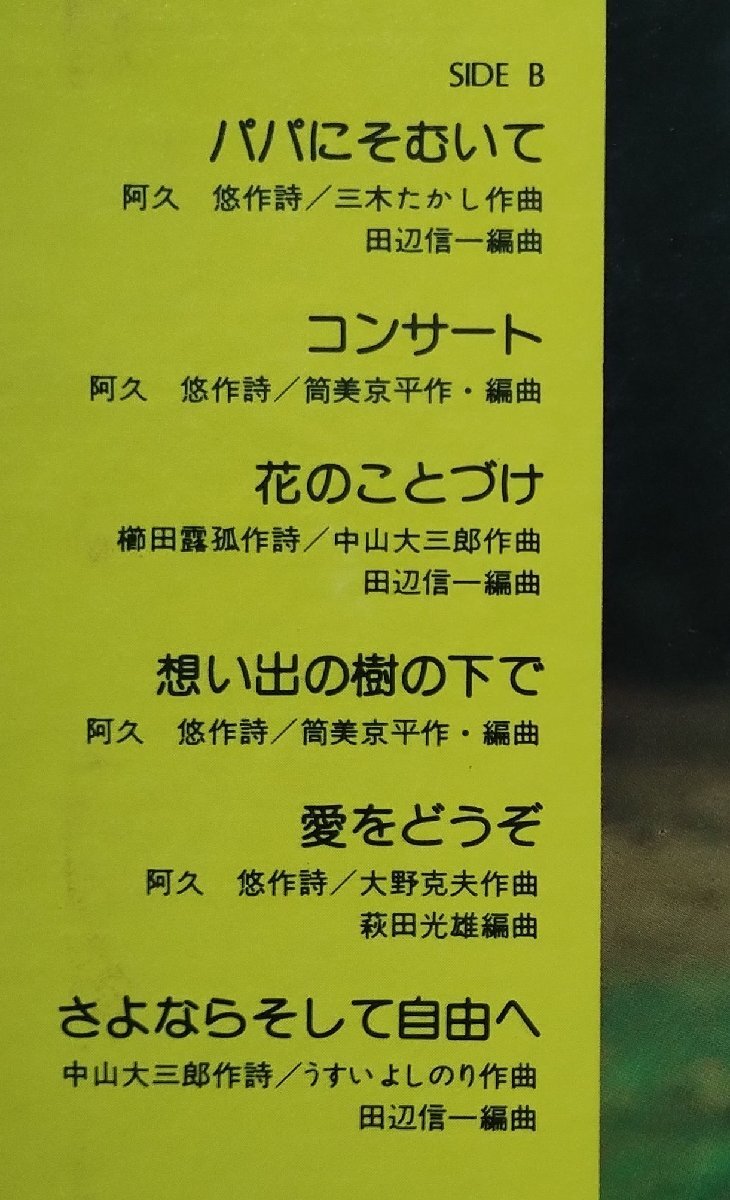 SIDE B
パパにそむいて
阿久　悠作詩／三木たかし作曲
田辺信一編曲
コンサート
阿久　悠作詩／筒美京平作・編曲
花のことづけ
櫛田露孤作詩／中山大三郎作曲
田辺信一編曲
想い出の樹の下で
阿久　悠作詩／筒美京平作・編曲
愛をどうぞ
阿久　悠作詩／大野克夫作曲
萩田光雄編曲
さよならそして自由へ
中山大三郎作詩／うすいよしのり作曲
田辺信一編曲